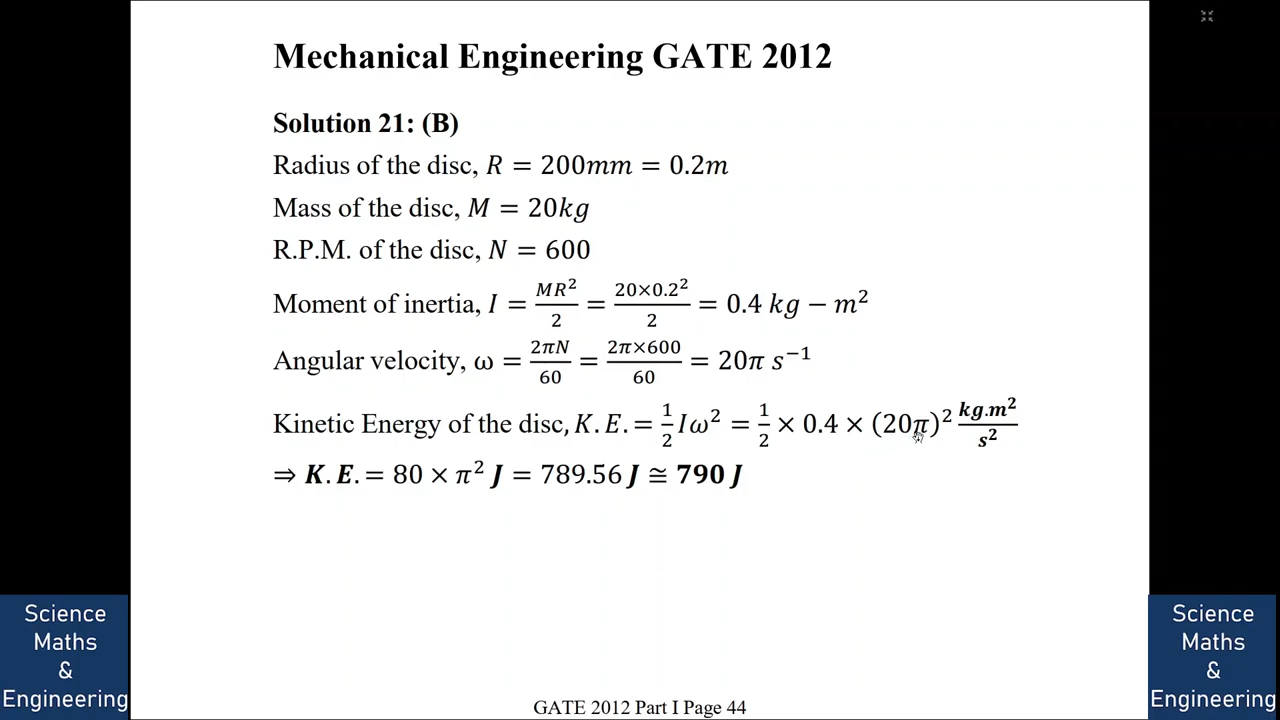 Mechanical Engineering GATE 2012
Solution 21: (B)
Radius of the disc, R = 200mm = 0.2m
Mass of the disc, M = 20kg
R.P.M. of the disc, N = 600
Moment of inertia, I = MR²/2 = 20×0.2²/2 = 0.4 kg − m²
Angular velocity, ω = 2πN/60 = 2π×600/60 = 20π s⁻¹
Kinetic Energy of the disc, K.E. = 1/2 Iω² = 1/2 × 0.4 × (20π)² kg.m²/s²
⇒ K.E. = 80 × π² J = 789.56 J ≅ 790 J
Science
Maths
&
Engineering
Science
Maths
&
Engineering
GATE 2012 Part I Page 44